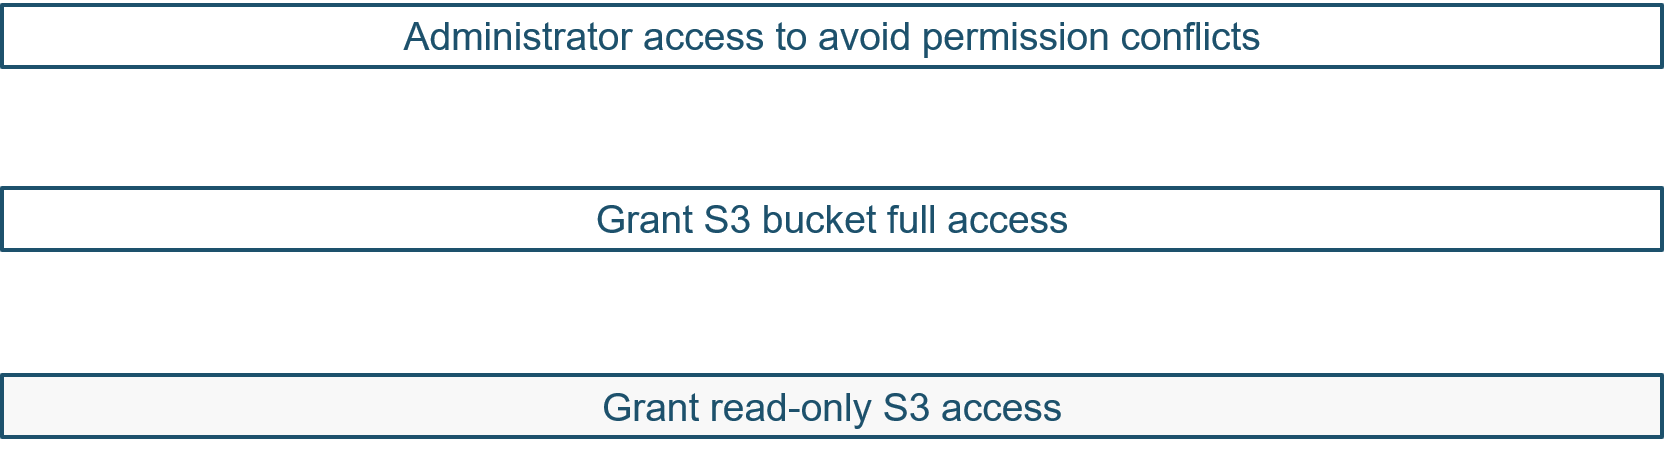 Administrator access to avoid permission conflicts
Grant S3 bucket full access
Grant read-only S3 access